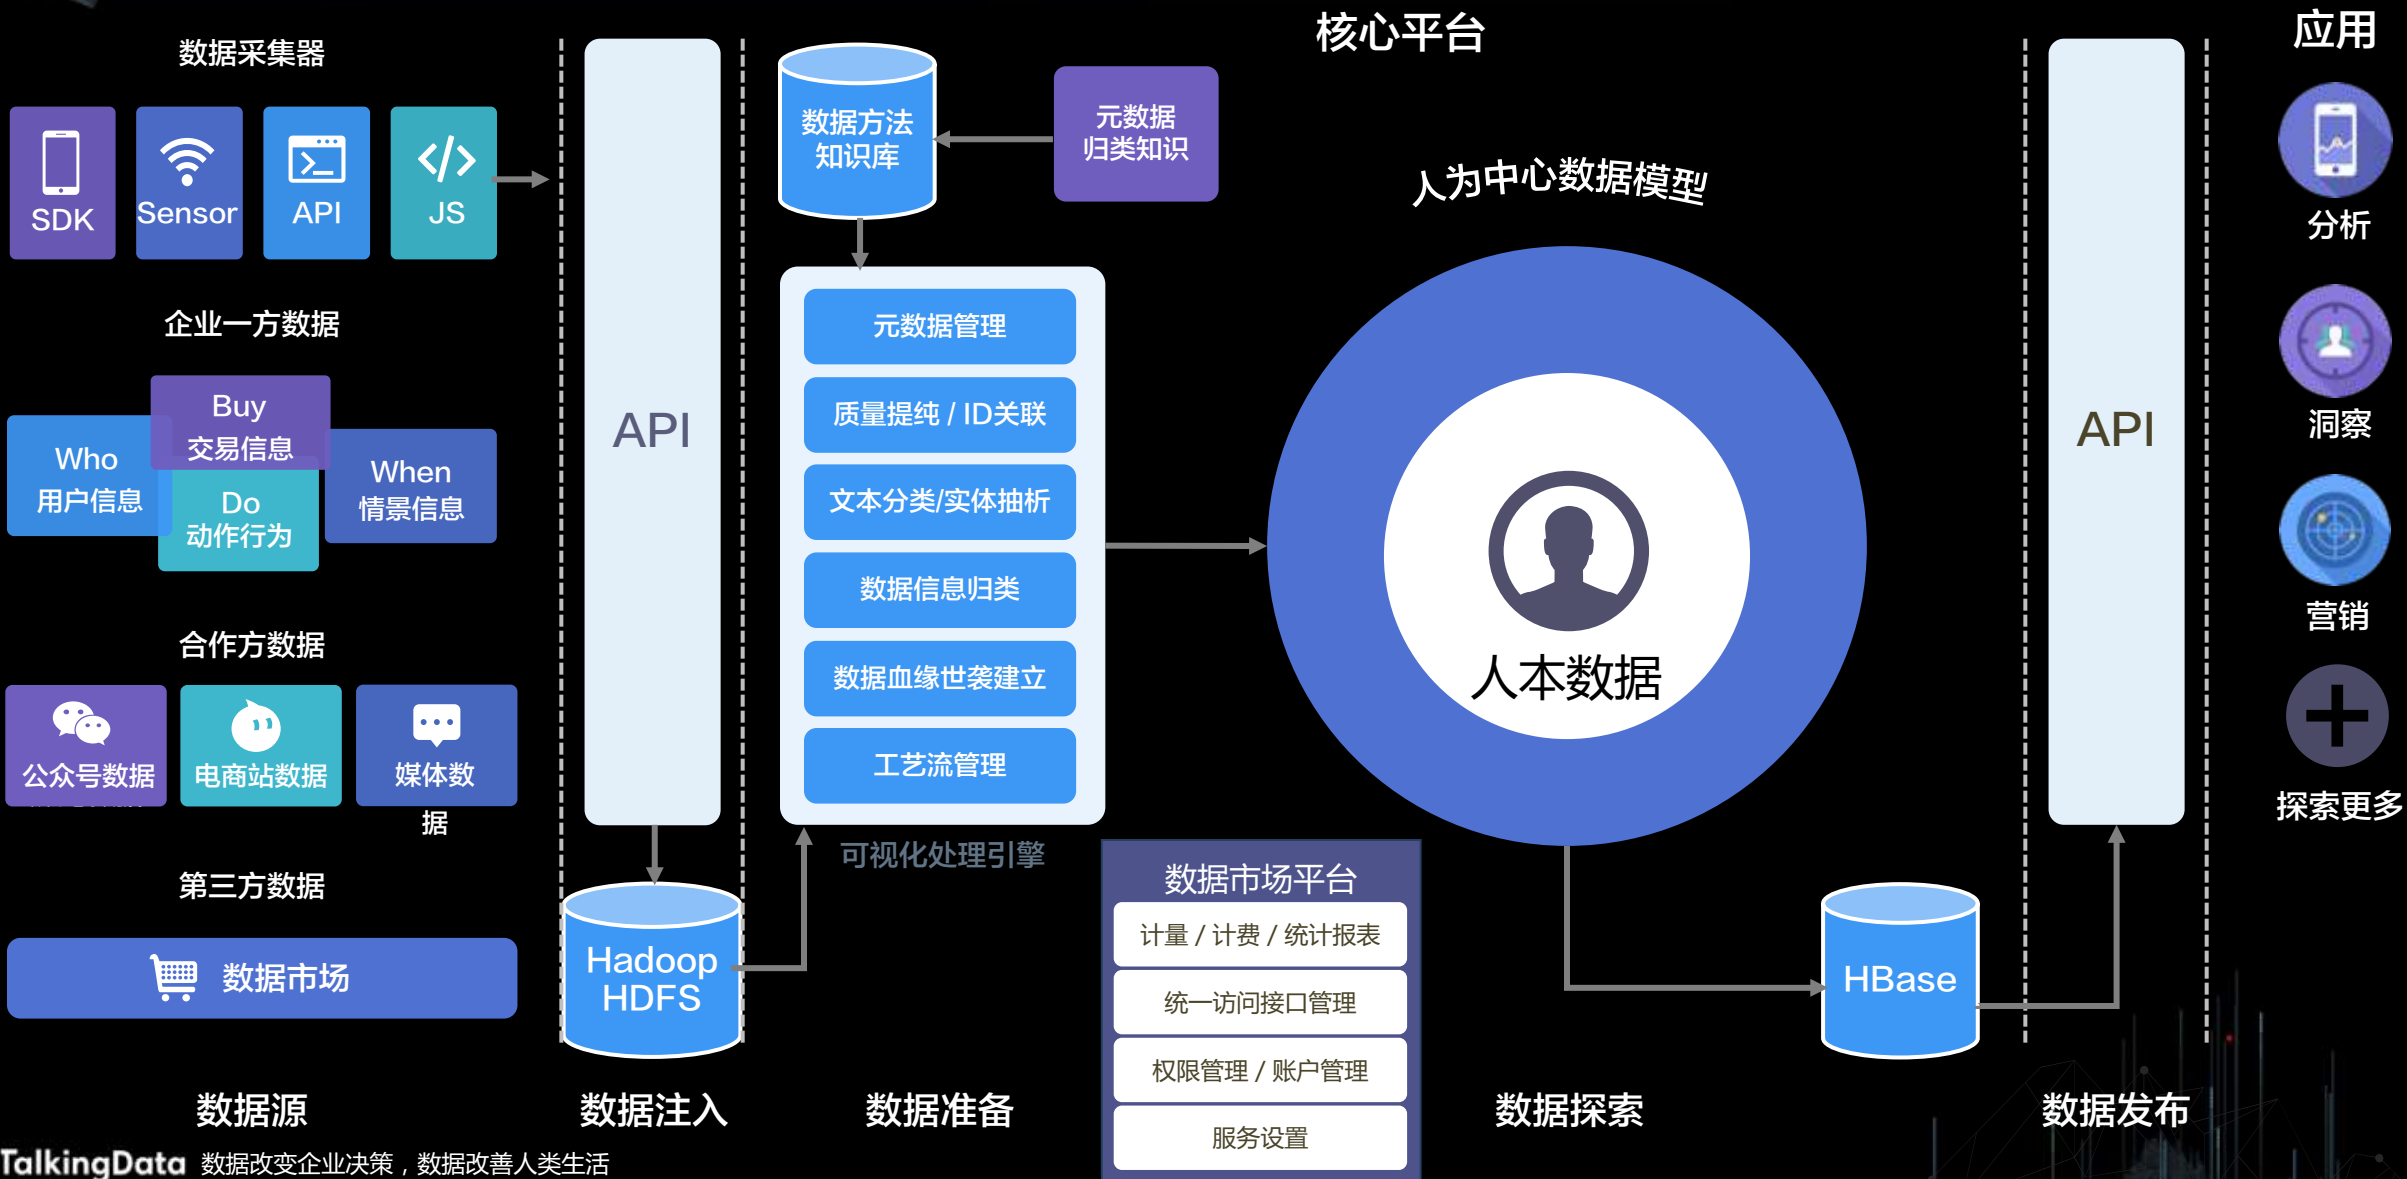 核心平台
应用
数据采集器
SDK
Sensor
API
JS
企业一方数据
Buy
交易信息
Who
用户信息
Do
动作行为
When
情景信息
合作方数据
公众号数据
电商站数据
媒体数
据
第三方数据
数据市场
数据源
API
Hadoop
HDFS
数据注入
数据方法
知识库
元数据
归类知识
元数据管理
质量提纯 / ID关联
文本分类/实体抽析
数据信息归类
数据血缘世袭建立
工艺流管理
可视化处理引擎
数据准备
人为中心数据模型
人本数据
数据市场平台
计量 / 计费 / 统计报表
统一访问接口管理
权限管理 / 账户管理
服务设置
数据探索
HBase
API
数据发布
分析
洞察
营销
探索更多
TalkingData 数据改变企业决策，数据改善人类生活